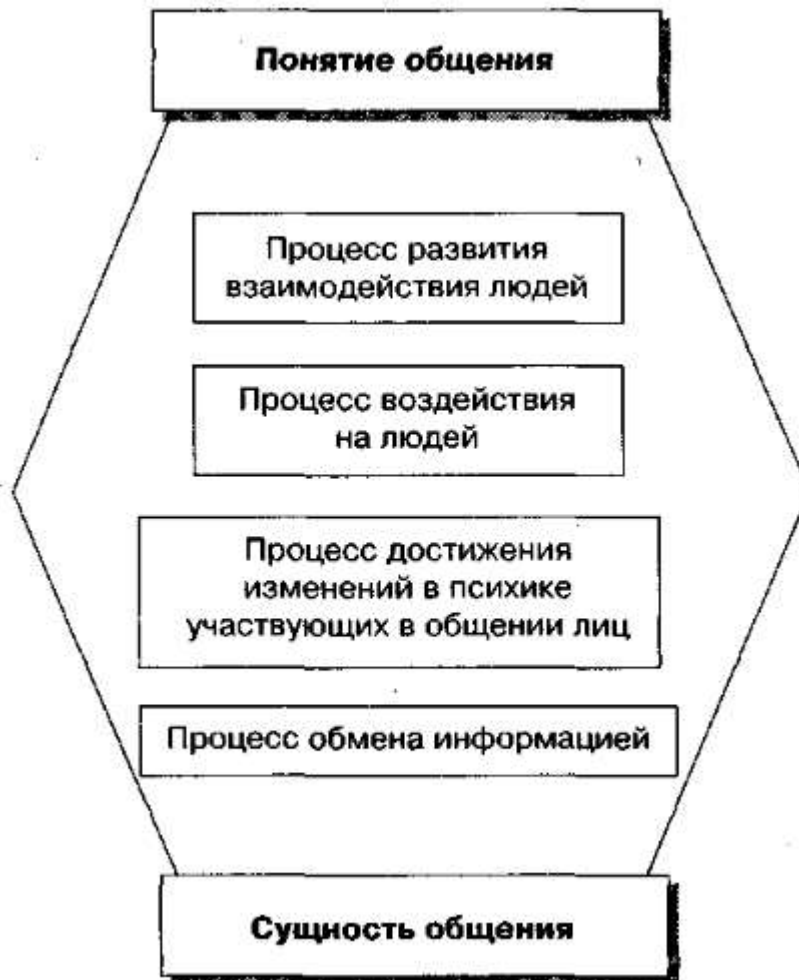 Понятие общения
Процесс развития
взаимодействия людей
Процесс воздействия
на людей
Процесс достижения
изменений в психике
участвующих в общении лиц
Процесс обмена информацией
Сущность общения